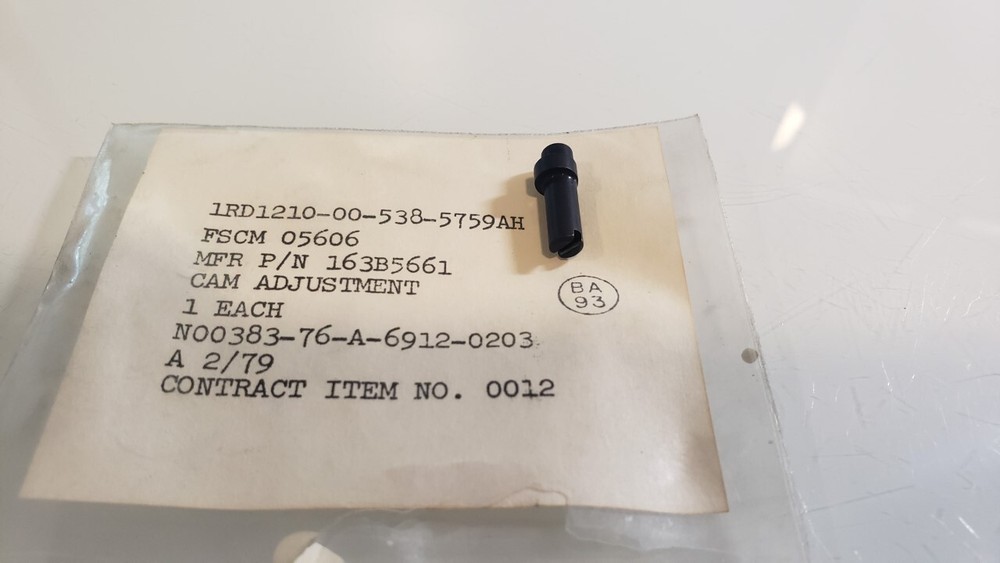 1RD1210-00-538-5759AH
FSCM 05606
MFR P/N 163B5661
CAM ADJUSTMENT
1 EACH
N00383-76-A-6912-0203
A 2/79
CONTRACT ITEM NO. 0012
BA
93